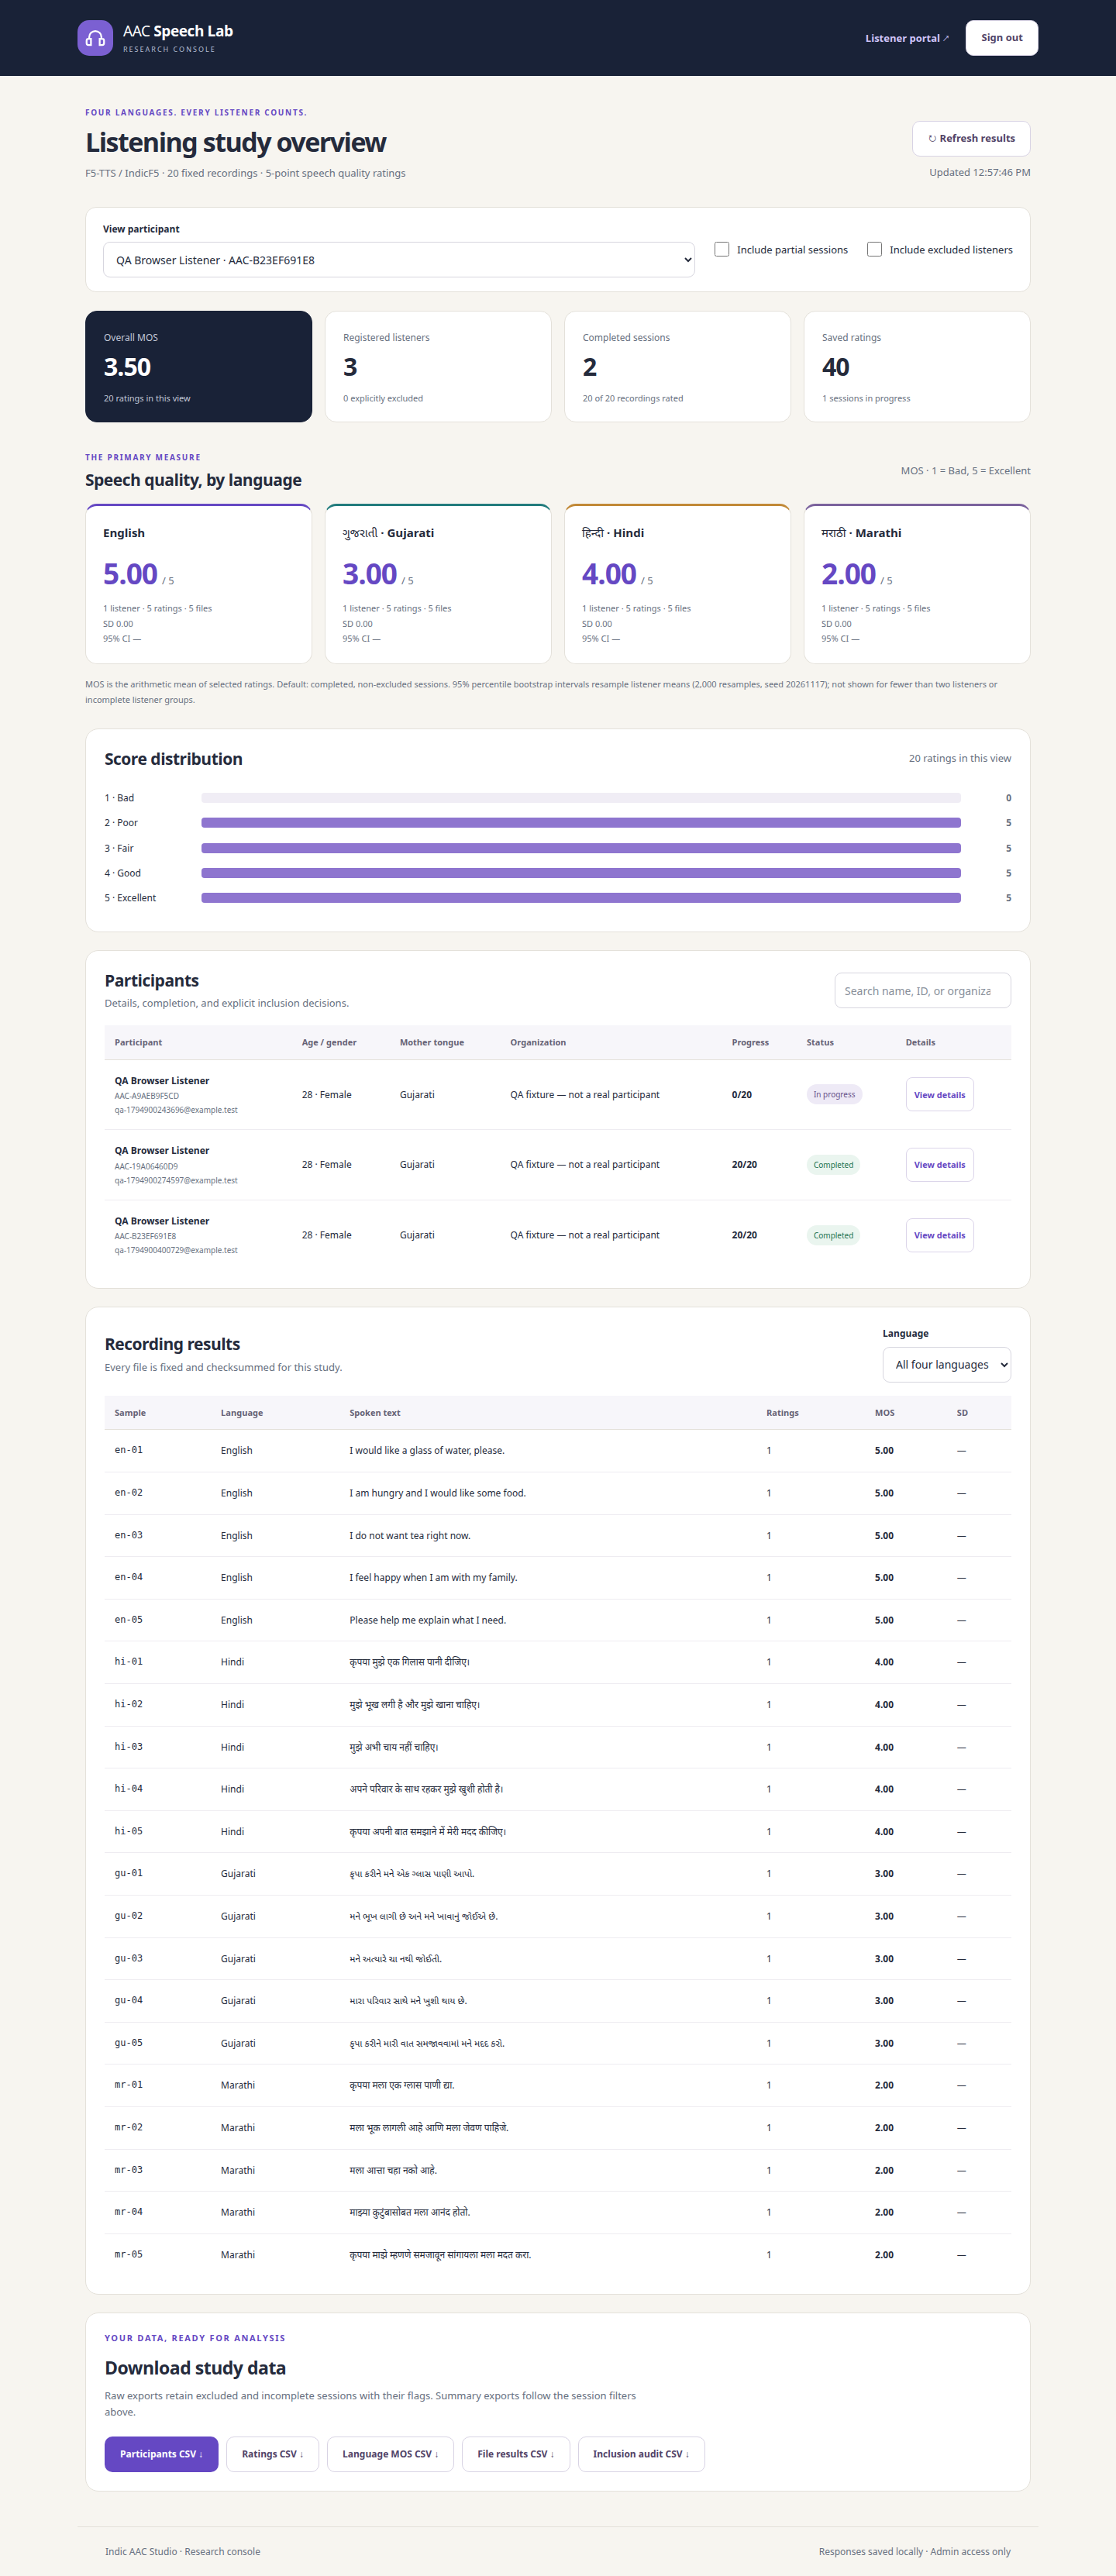 AAC Speech Lab
RESEARCH CONSOLE
Listener portal ↗
Sign out
FOUR LANGUAGES. EVERY LISTENER COUNTS.
Listening study overview
F5-TTS / IndicF5 · 20 fixed recordings · 5-point speech quality ratings
↻ Refresh results
Updated 12:57:46 PM
View participant
QA Browser Listener · AAC-B23EF691E8
Include partial sessions
Include excluded listeners
Overall MOS
3.50
20 ratings in this view
Registered listeners
3
0 explicitly excluded
Completed sessions
2
20 of 20 recordings rated
Saved ratings
40
1 sessions in progress
THE PRIMARY MEASURE
Speech quality, by language
MOS · 1 = Bad, 5 = Excellent
English
5.00 / 5
1 listener · 5 ratings · 5 files
SD 0.00
95% CI —
ગુજરાતી · Gujarati
3.00 / 5
1 listener · 5 ratings · 5 files
SD 0.00
95% CI —
हिन्दी · Hindi
4.00 / 5
1 listener · 5 ratings · 5 files
SD 0.00
95% CI —
मराठी · Marathi
2.00 / 5
1 listener · 5 ratings · 5 files
SD 0.00
95% CI —
MOS is the arithmetic mean of selected ratings. Default: completed, non-excluded sessions. 95% percentile bootstrap intervals resample listener means (2,000 resamples, seed 20261117); not shown for fewer than two listeners or
incomplete listener groups.
Score distribution
20 ratings in this view
1 · Bad 0
2 · Poor 5
3 · Fair 5
4 · Good 5
5 · Excellent 5
Participants
Details, completion, and explicit inclusion decisions.
Search name, ID, or organiza
Participant Age / gender Mother tongue Organization Progress Status Details
QA Browser Listener
AAC-A9AEB9F5CD
qa-1794900243696@example.test
28 · Female Gujarati QA fixture — not a real participant 0/20 In progress View details
QA Browser Listener
AAC-19A06460D9
qa-1794900274597@example.test
28 · Female Gujarati QA fixture — not a real participant 20/20 Completed View details
QA Browser Listener
AAC-B23EF691E8
qa-1794900400729@example.test
28 · Female Gujarati QA fixture — not a real participant 20/20 Completed View details
Recording results
Every file is fixed and checksummed for this study.
Language
All four languages
Sample Language Spoken text Ratings MOS SD
en-01 English I would like a glass of water, please. 1 5.00 —
en-02 English I am hungry and I would like some food. 1 5.00 —
en-03 English I do not want tea right now. 1 5.00 —
en-04 English I feel happy when I am with my family. 1 5.00 —
en-05 English Please help me explain what I need. 1 5.00 —
hi-01 Hindi कृपया मुझे एक गिलास पानी दीजिए। 1 4.00 —
hi-02 Hindi मुझे भूख लगी है और मुझे खाना चाहिए। 1 4.00 —
hi-03 Hindi मुझे अभी चाय नहीं चाहिए। 1 4.00 —
hi-04 Hindi अपने परिवार के साथ रहकर मुझे खुशी होती है। 1 4.00 —
hi-05 Hindi कृपया अपनी बात समझाने में मेरी मदद कीजिए। 1 4.00 —
gu-01 Gujarati કૃપા કરીને મને એક ગ્લાસ પાણી આપો. 1 3.00 —
gu-02 Gujarati મને ભૂખ લાગી છે અને મને ખાવાનું જોઈએ છે. 1 3.00 —
gu-03 Gujarati મને અત્યારે ચા નથી જોઈતી. 1 3.00 —
gu-04 Gujarati મારા પરિવાર સાથે મને ખુશી થાય છે. 1 3.00 —
gu-05 Gujarati કૃપા કરીને મારી વાત સમજાવવામાં મને મદદ કરો. 1 3.00 —
mr-01 Marathi कृपया मला एक ग्लास पाणी द्या. 1 2.00 —
mr-02 Marathi मला भूक लागली आहे आणि मला जेवण पाहिजे. 1 2.00 —
mr-03 Marathi मला आत्ता चहा नको आहे. 1 2.00 —
mr-04 Marathi माझ्या कुटुंबासोबत मला आनंद होतो. 1 2.00 —
mr-05 Marathi कृपया माझे म्हणणे समजावून सांगायला मला मदत करा. 1 2.00 —
YOUR DATA, READY FOR ANALYSIS
Download study data
Raw exports retain excluded and incomplete sessions with their flags. Summary exports follow the session filters
above.
Participants CSV ↓
Ratings CSV ↓
Language MOS CSV ↓
File results CSV ↓
Inclusion audit CSV ↓
Indic AAC Studio · Research console
Responses saved locally · Admin access only